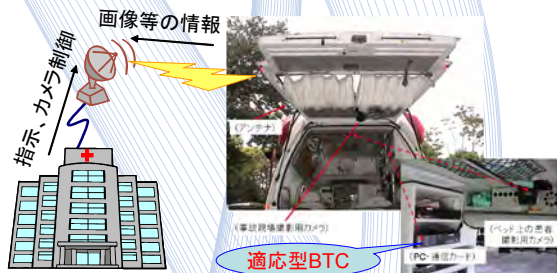 画像等の情報
指示、カメラ制御
(アンテナ)
(事故現場撮影用カメラ)
(ベッド上の患者
撮影用カメラ)
(PC・通信カード)
適応型BTC